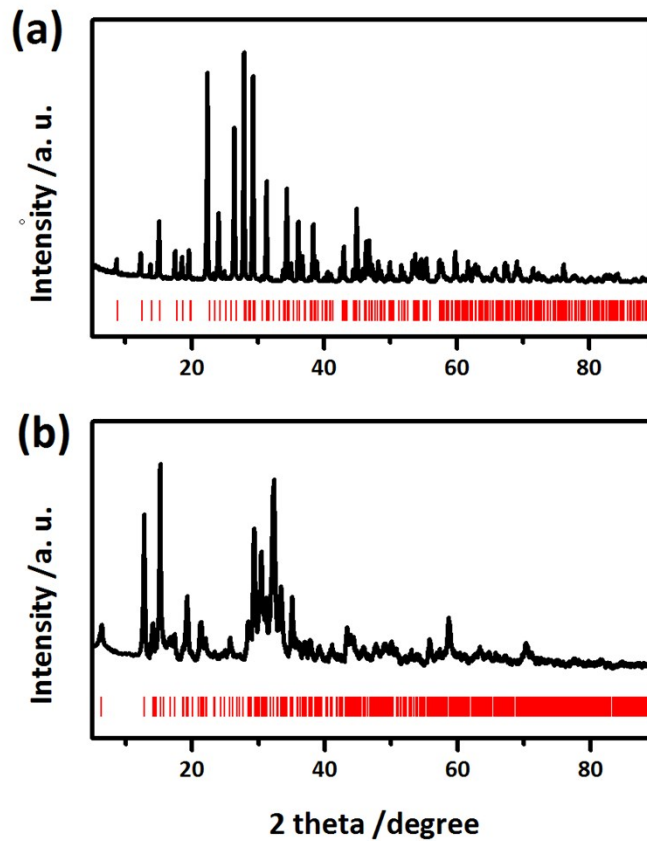 (a)
Intensity /a. u.
20 40 60 80
(b)
Intensity /a. u.
20 40 60 80
2 theta /degree